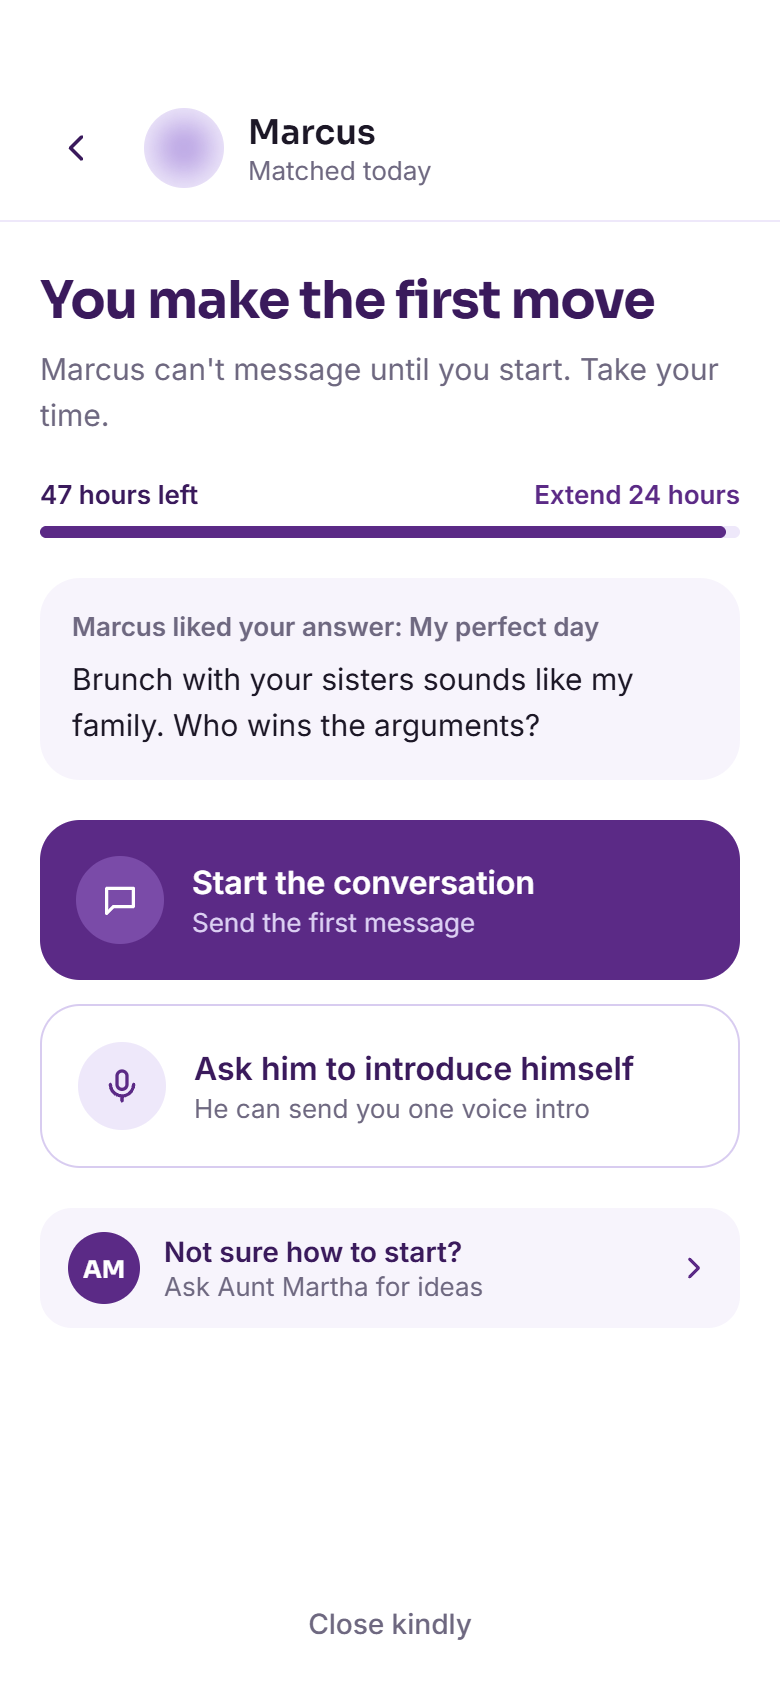 Marcus
Matched today
You make the first move
Marcus can't message until you start. Take your
time.
47 hours left
Extend 24 hours
Marcus liked your answer: My perfect day
Brunch with your sisters sounds like my
family. Who wins the arguments?
Start the conversation
Send the first message
Ask him to introduce himself
He can send you one voice intro
AM
Not sure how to start?
Ask Aunt Martha for ideas
Close kindly